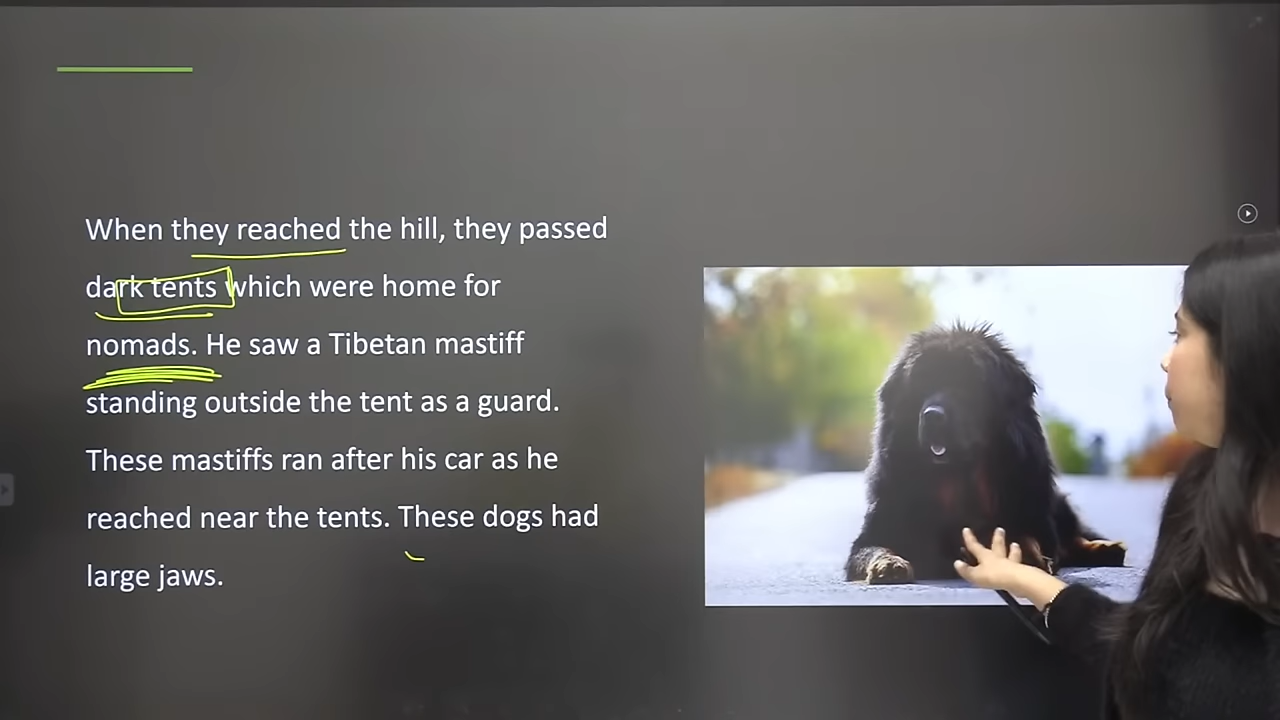 When they reached the hill, they passed
dark tents which were home for
nomads. He saw a Tibetan mastiff
standing outside the tent as a guard.
These mastiffs ran after his car as he
reached near the tents. These dogs had
large jaws.